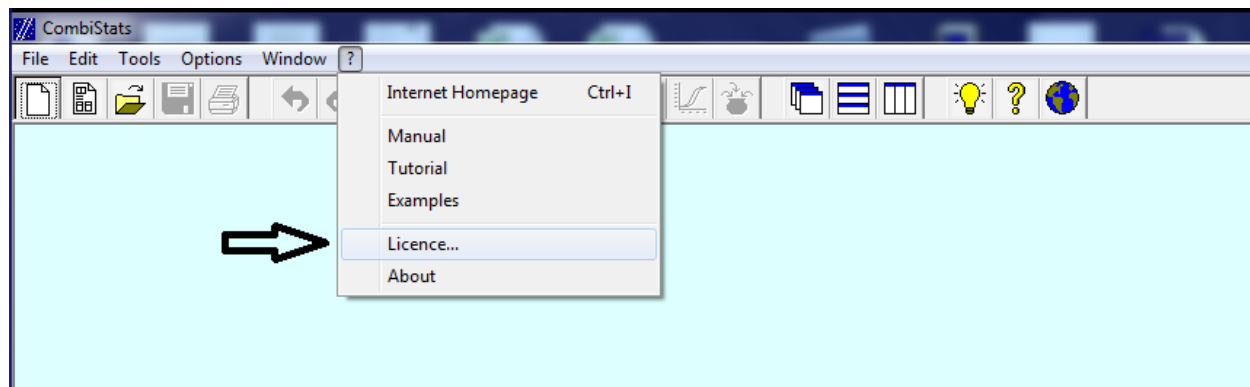 CombiStats
File Edit Tools Options Window ?
Internet Homepage Ctrl+I
Manual
Tutorial
Examples
Licence...
About